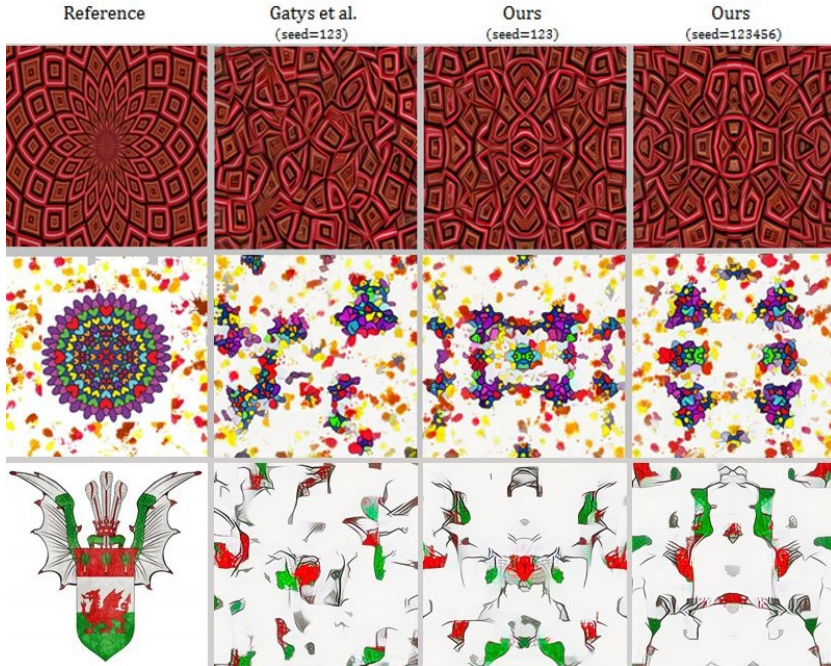 Reference
Gatys et al.
(seed=123)
Ours
(seed=123)
Ours
(seed=123456)